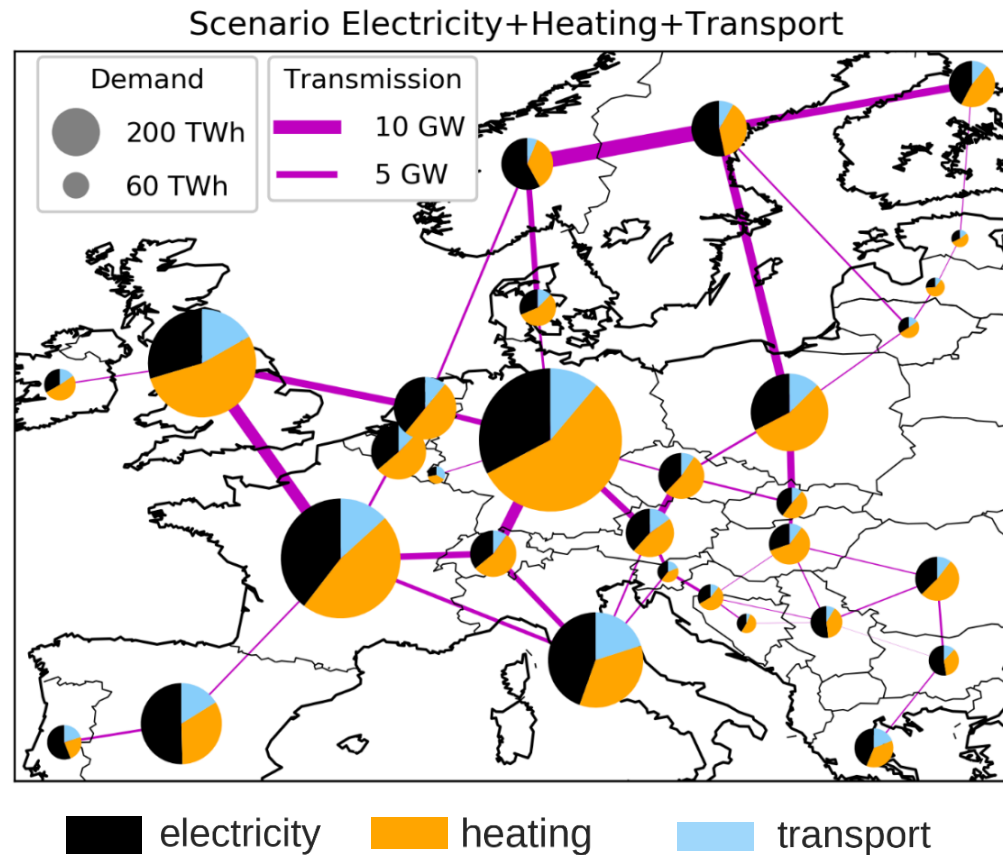 Scenario Electricity+Heating+Transport
Demand
200 TWh
60 TWh
Transmission
10 GW
5 GW
electricity
heating
transport